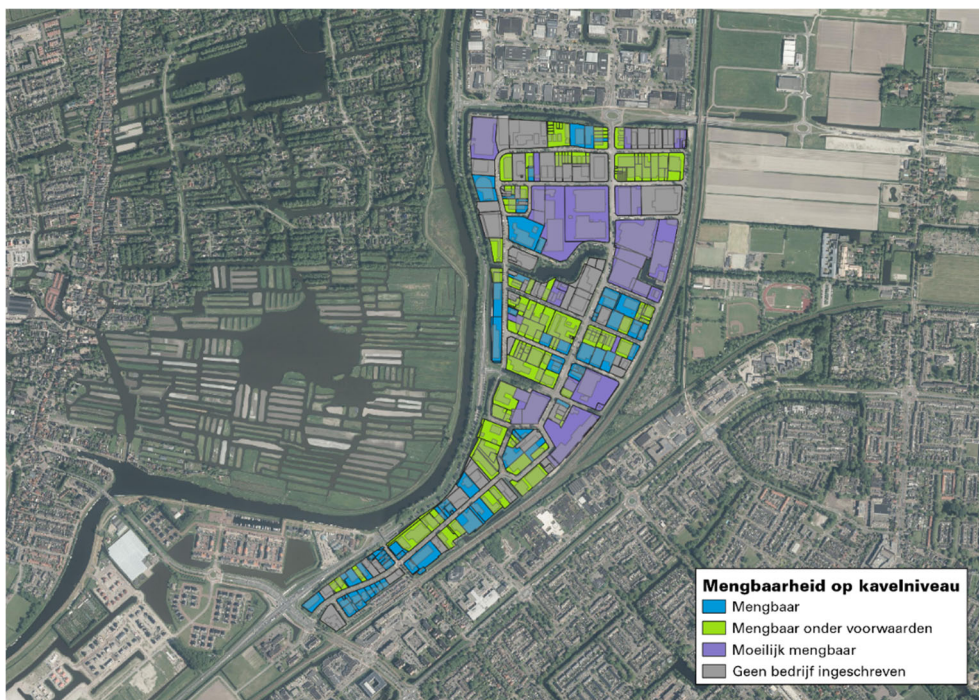 Mengbaarheid op kavelniveau
Mengbaar
Mengbaar onder voorwaarden
Moeilijk mengbaar
Geen bedrijf ingeschreven